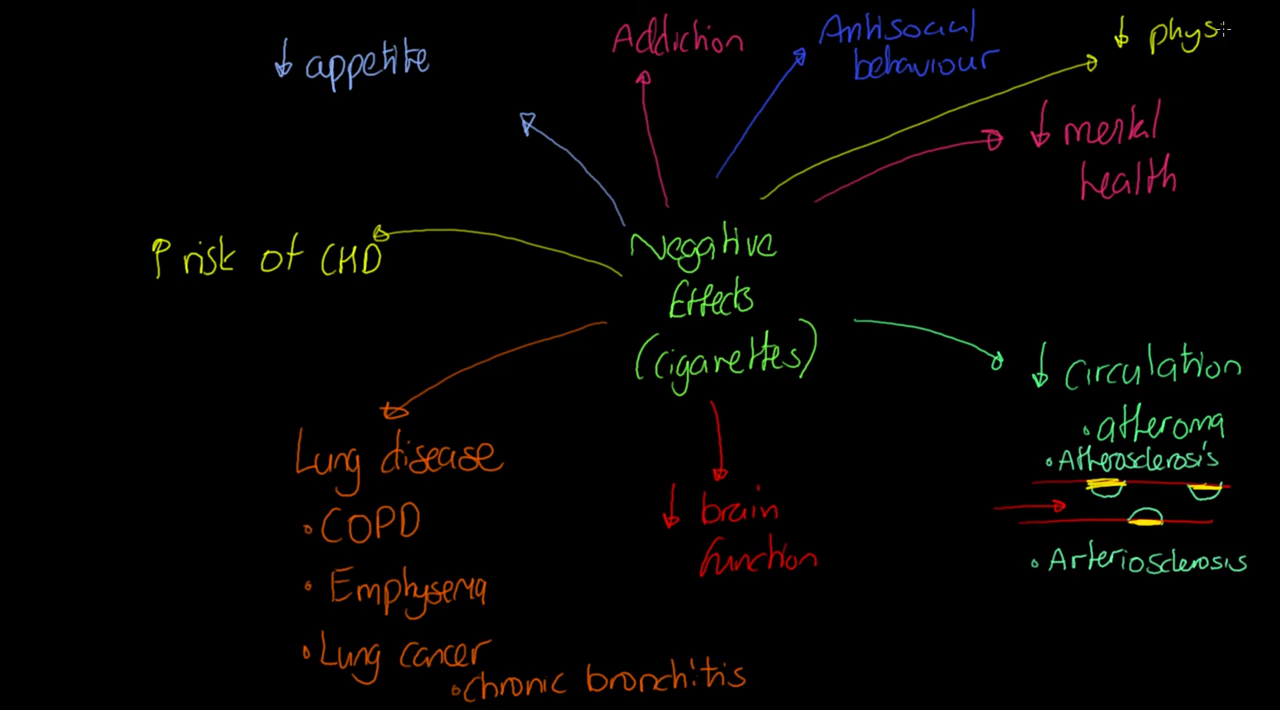 ↓ appetite
Addiction
Antisocial
behaviour
↓ phys
↓ mental
health
↑ risk of CHD
Negative
Effects
(cigarettes)
↓ Circulation
• atheroma
• Atherosclerosis
• Arteriosclerosis
↓ brain
function
Lung disease
• COPD
• Emphysema
• Lung cancer
• Chronic bronchitis